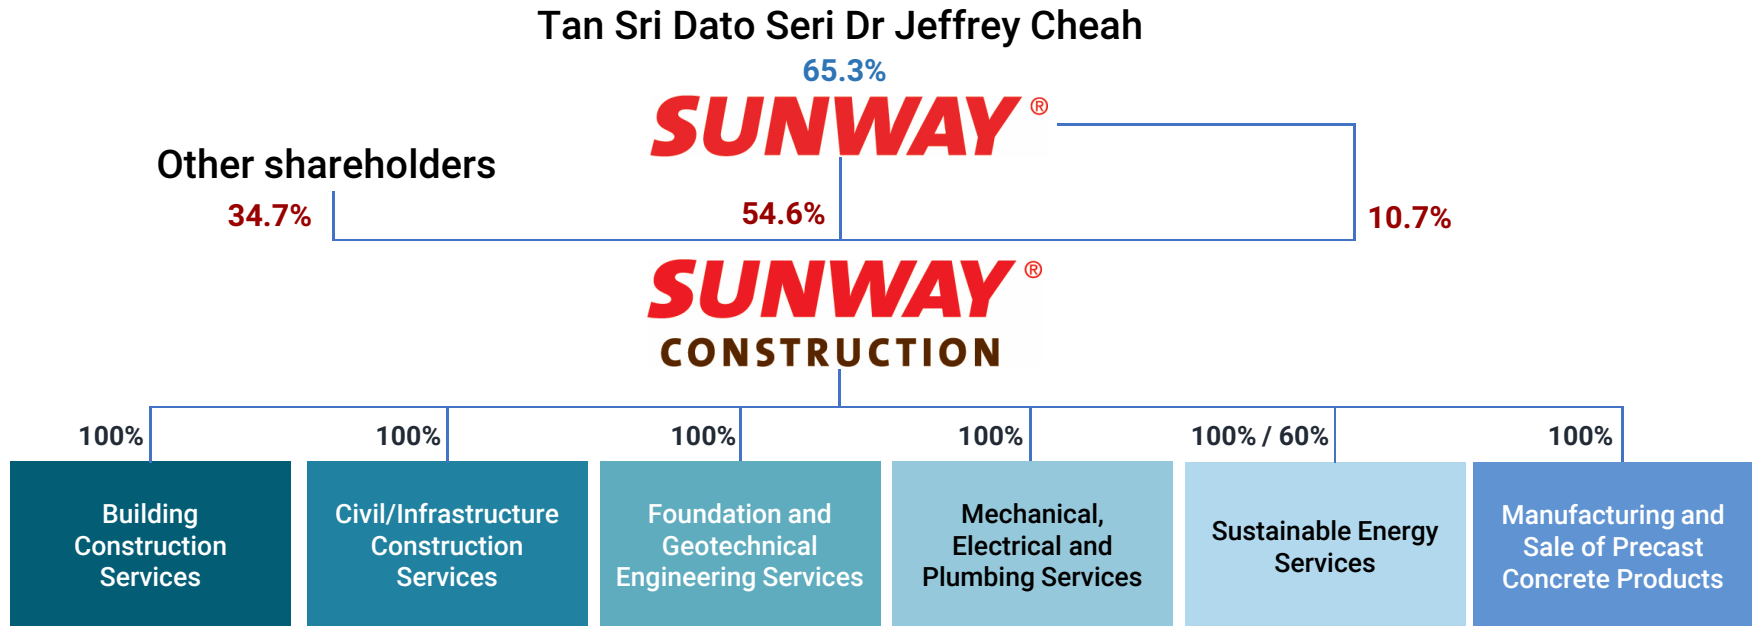 Tan Sri Dato Seri Dr Jeffrey Cheah
65.3%
SUNWAY®
Other shareholders
34.7%
54.6%
10.7%
SUNWAY®
CONSTRUCTION
100%
100%
100%
100%
100% / 60%
100%
Building
Construction
Services
Civil/Infrastructure
Construction
Services
Foundation and
Geotechnical
Engineering Services
Mechanical,
Electrical and
Plumbing Services
Sustainable Energy
Services
Manufacturing and
Sale of Precast
Concrete Products